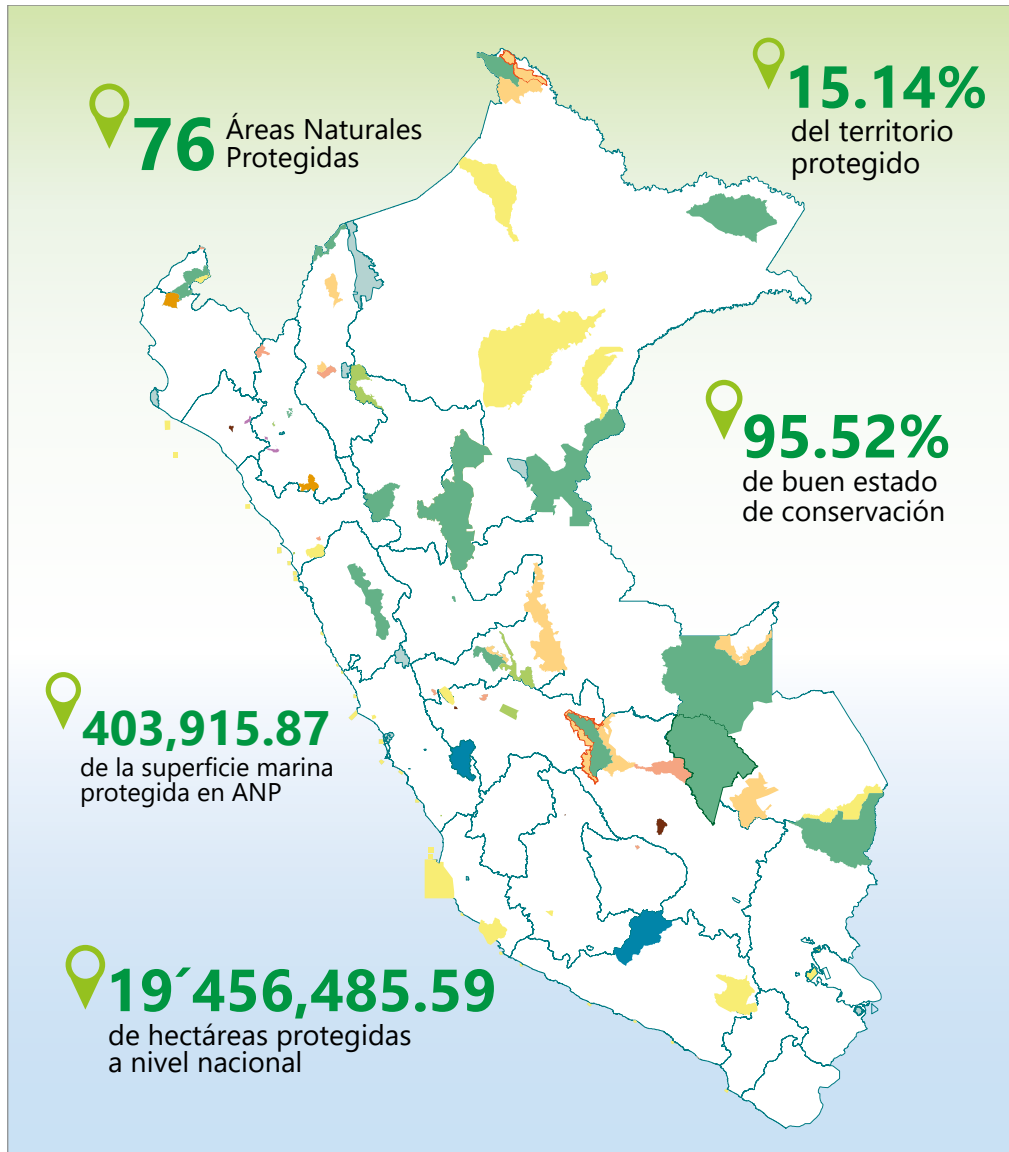 76
Áreas Naturales
Protegidas
15.14%
del territorio
protegido
95.52%
de buen estado
de conservación
403,915.87
de la superficie marina
protegida en ANP
19´456,485.59
de hectáreas protegidas
a nivel nacional